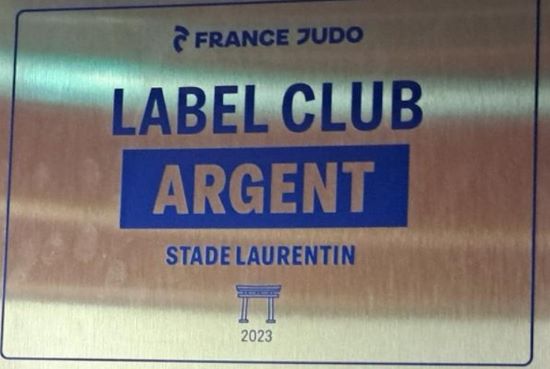 FRANCE JUDO
LABEL CLUB
ARGENT
STADE LAURENTIN
2023